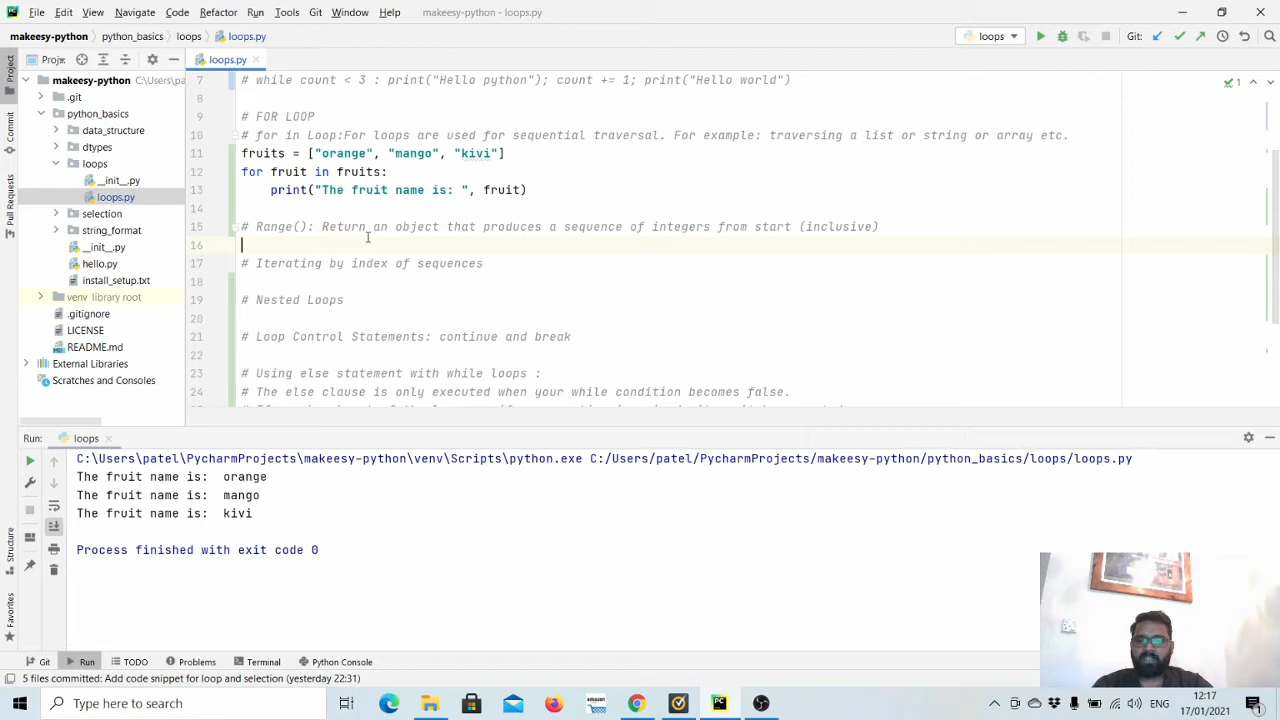 File Edit View Navigate Code Refactor Run Tools Git Window Help makeesy-python - loops.py
makeesy-python python_basics loops loops.py loops Git:
Proje loops.py
makeesy-python C:\Users\pa
.git
python_basics
data_structure
dtypes
loops
__init__.py
loops.py
selection
string_format
__init__.py
hello.py
install_setup.txt
venv library root
.gitignore
LICENSE
README.md
External Libraries
Scratches and Consoles
Project
Commit
Pull Requests
Structure
Favorites
7 # while count < 3 : print("Hello python"); count += 1; print("Hello world")
8
9 # FOR LOOP
10 # for in Loop:For loops are used for sequential traversal. For example: traversing a list or string or array etc.
11 fruits = ["orange", "mango", "kivi"]
12 for fruit in fruits:
13 print("The fruit name is: ", fruit)
14
15 # Range(): Return an object that produces a sequence of integers from start (inclusive)
16
17 # Iterating by index of sequences
18
19 # Nested Loops
20
21 # Loop Control Statements: continue and break
22
23 # Using else statement with while loops :
24 # The else clause is only executed when your while condition becomes false.
1
Run: loops
C:\Users\patel\PycharmProjects\makeesy-python\venv\Scripts\python.exe C:/Users/patel/PycharmProjects/makeesy-python/python_basics/loops/loops.py
The fruit name is:  orange
The fruit name is:  mango
The fruit name is:  kivi
Process finished with exit code 0
Git Run TODO Problems Terminal Python Console
5 files committed: Add code snippet for loop and selection (yesterday 22:31)
Type here to search
12:17
17/01/2021